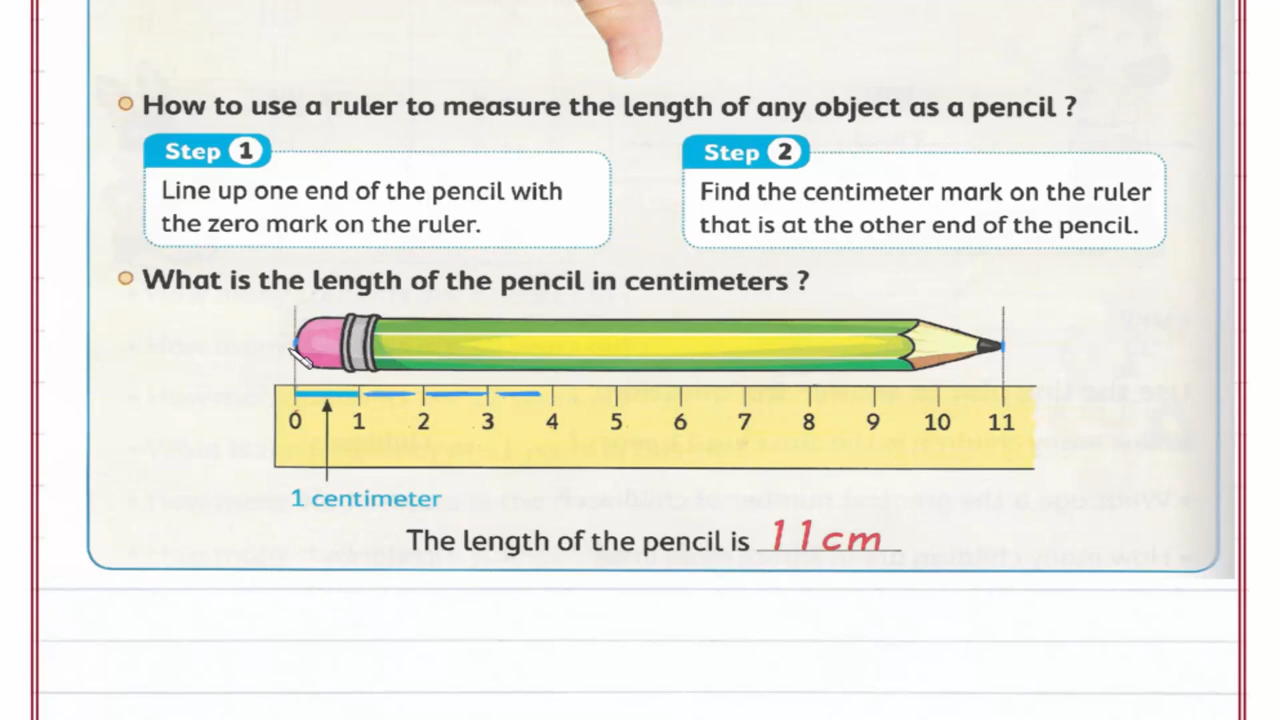 How to use a ruler to measure the length of any object as a pencil ?
Step 1
Line up one end of the pencil with
the zero mark on the ruler.
Step 2
Find the centimeter mark on the ruler
that is at the other end of the pencil.
What is the length of the pencil in centimeters ?
0 1 2 3 4 5 6 7 8 9 10 11
1 centimeter
The length of the pencil is 11cm